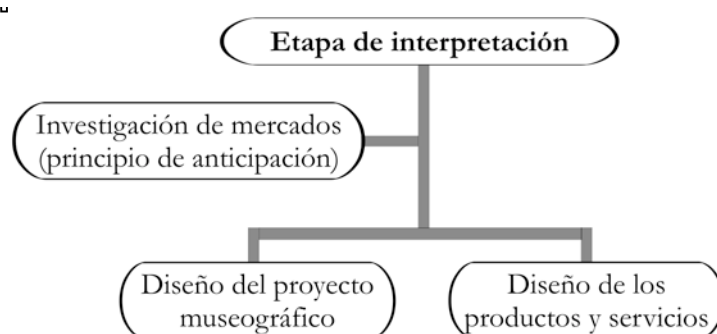 Etapa de interpretación
Investigación de mercados
(principio de anticipación)
Diseño del proyecto
museográfico
Diseño de los
productos y servicios